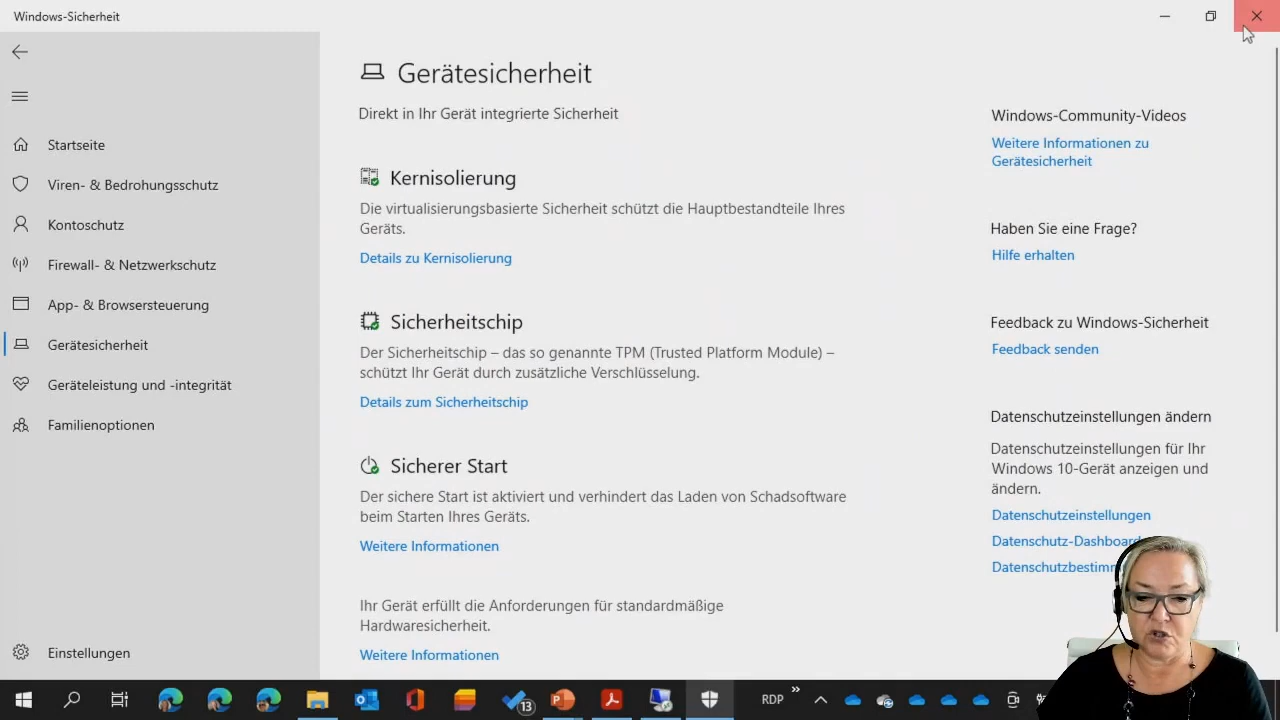 Windows-Sicherheit
Startseite
Viren- & Bedrohungsschutz
Kontoschutz
Firewall- & Netzwerkschutz
App- & Browsersteuerung
Gerätesicherheit
Geräteleistung und -integrität
Familienoptionen
Einstellungen
Gerätesicherheit
Direkt in Ihr Gerät integrierte Sicherheit
Kernisolierung
Die virtualisierungsbasierte Sicherheit schützt die Hauptbestandteile Ihres
Geräts.
Details zu Kernisolierung
Sicherheitschip
Der Sicherheitschip – das so genannte TPM (Trusted Platform Module) –
schützt Ihr Gerät durch zusätzliche Verschlüsselung.
Details zum Sicherheitschip
Sicherer Start
Der sichere Start ist aktiviert und verhindert das Laden von Schadsoftware
beim Starten Ihres Geräts.
Weitere Informationen
Ihr Gerät erfüllt die Anforderungen für standardmäßige
Hardwaresicherheit.
Weitere Informationen
Windows-Community-Videos
Weitere Informationen zu
Gerätesicherheit
Haben Sie eine Frage?
Hilfe erhalten
Feedback zu Windows-Sicherheit
Feedback senden
Datenschutzeinstellungen ändern
Datenschutzeinstellungen für Ihr
Windows 10-Gerät anzeigen und
ändern.
Datenschutzeinstellungen
Datenschutz-Dashboard
13
RDP